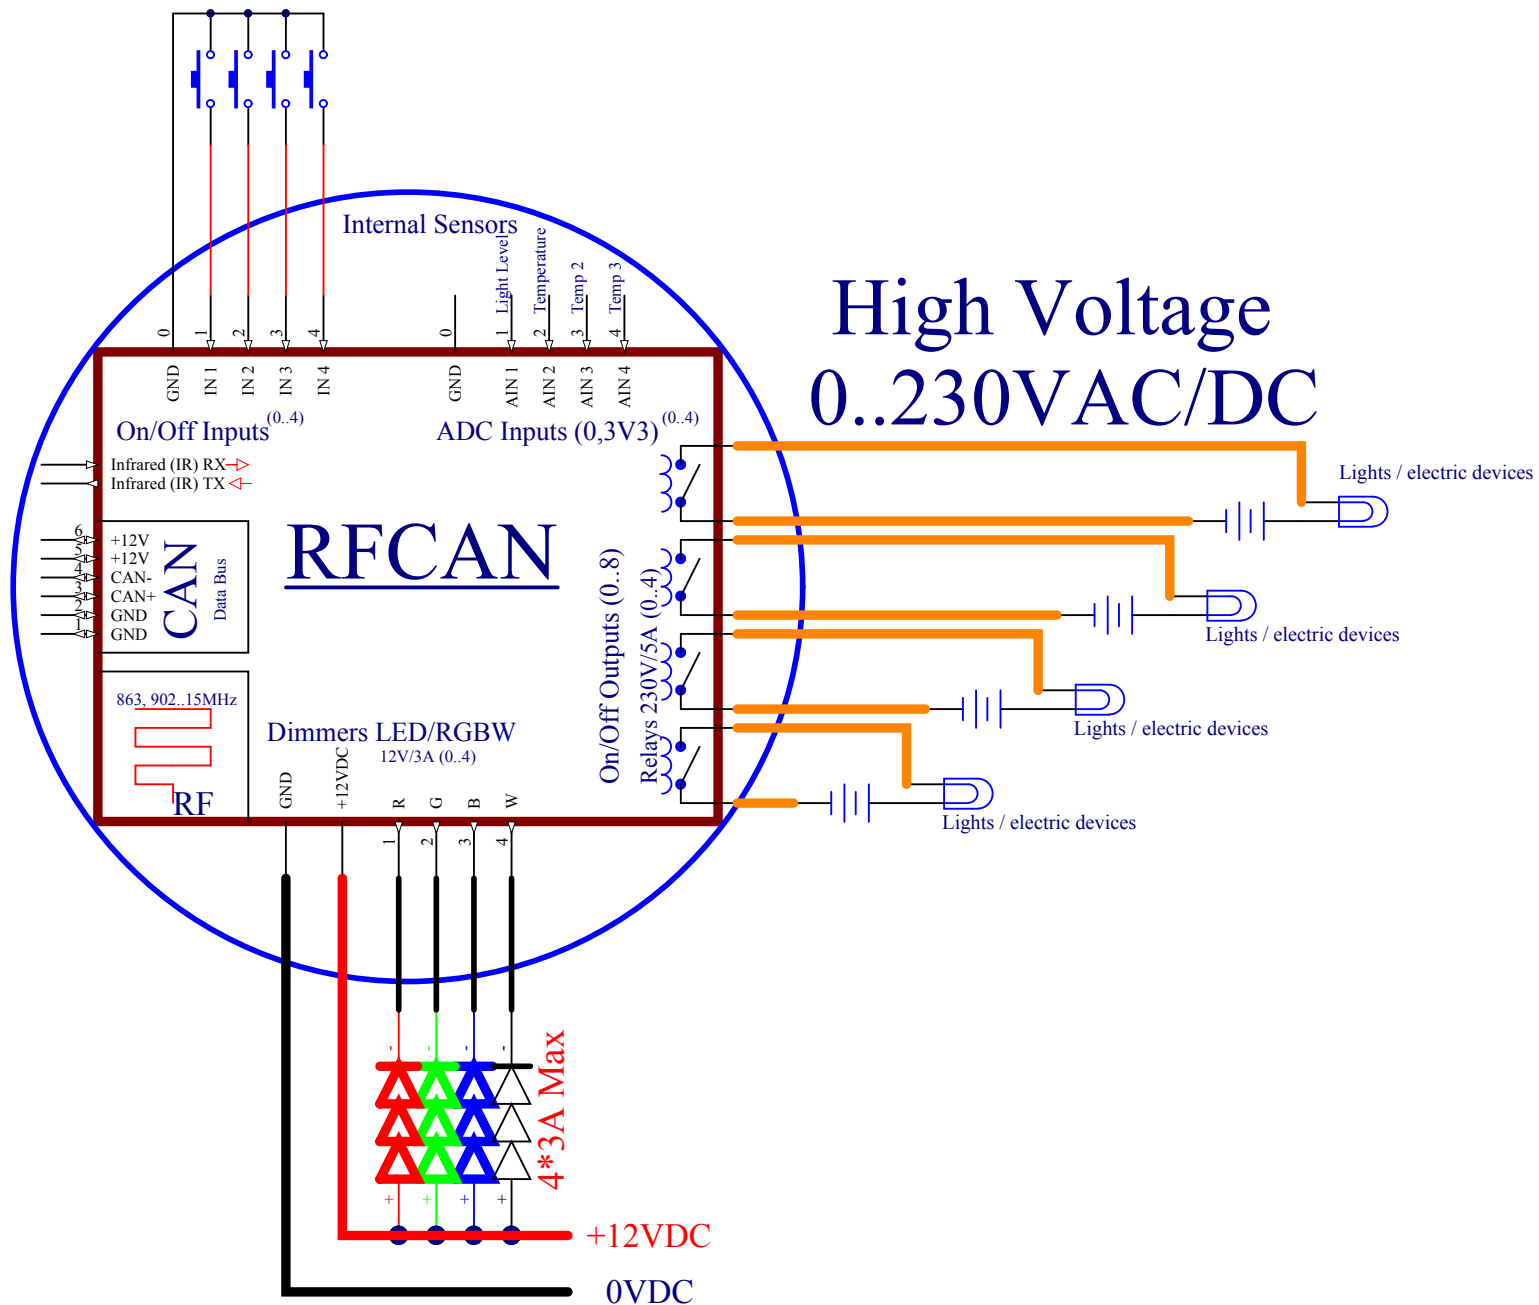 Internal Sensors
Light Level
Temperature
Temp 2
Temp 3
0
1
2
3
4
0
1
2
3
4
GND
IN 1
IN 2
IN 3
IN 4
GND
AIN 1
AIN 2
AIN 3
AIN 4
High Voltage
0..230VAC/DC
On/Off Inputs (0..4)
ADC Inputs (0,3V3) (0..4)
Infrared (IR) RX
Infrared (IR) TX
RFCAN
6 +12V
5 +12V
4 CAN-
3 CAN+
2 GND
1 GND
CAN
Data Bus
On/Off Outputs (0..8)
Relays 230V/5A (0..4)
Lights / electric devices
Lights / electric devices
Lights / electric devices
Lights / electric devices
863, 902..15MHz
RF
Dimmers LED/RGBW
12V/3A (0..4)
GND
+12VDC
R
G
B
W
1
2
3
4
- - - -
4*3A Max
+ + + +
+12VDC
0VDC